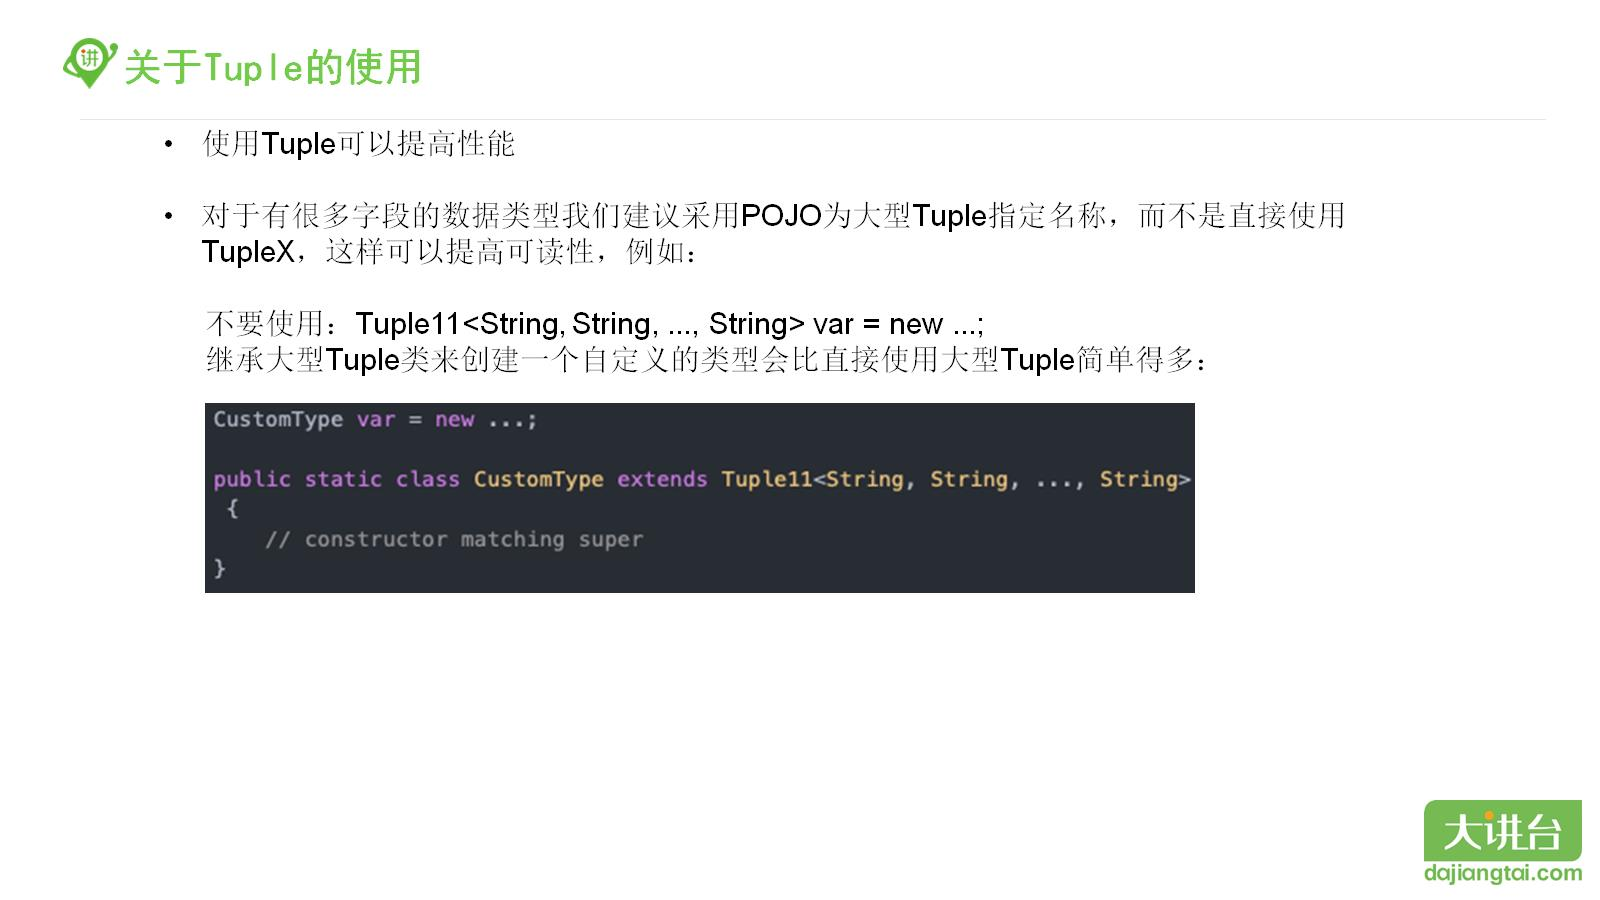 讲
关于Tuple的使用
• 使用Tuple可以提高性能
• 对于有很多字段的数据类型我们建议采用POJO为大型Tuple指定名称，而不是直接使用
TupleX，这样可以提高可读性，例如：
不要使用：Tuple11<String, String, ..., String> var = new ...;
继承大型Tuple类来创建一个自定义的类型会比直接使用大型Tuple简单得多：
CustomType var = new ...;
public static class CustomType extends Tuple11<String, String, ..., String>
{
// constructor matching super
}
大讲台
dajiangtai.com